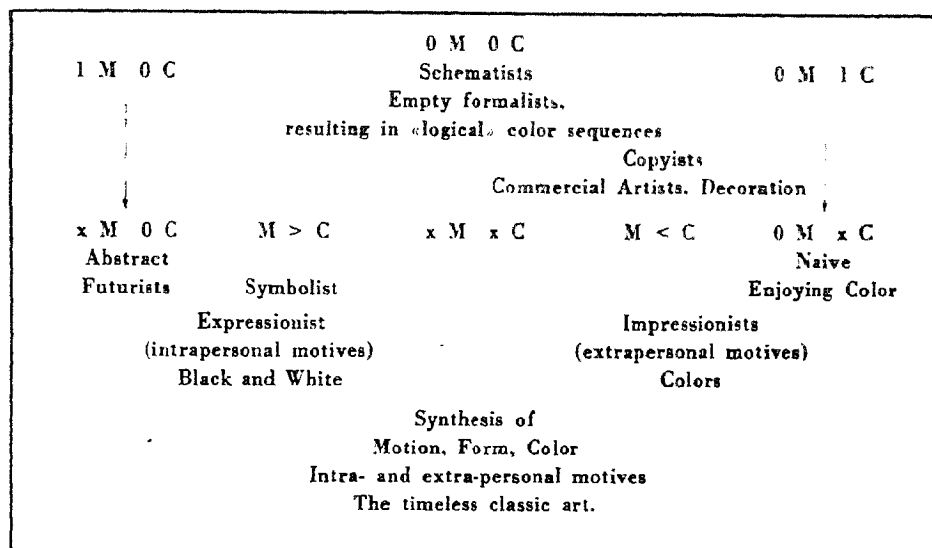 0 M 0 C
1 M 0 C Schematists 0 M 1 C
Empty formalists,
resulting in «logical» color sequences
Copyists
Commercial Artists. Decoration
x M 0 C M > C x M x C M < C 0 M x C
Abstract Naive
Futurists Symbolist Enjoying Color
Expressionist Impressionists
(intrapersonal motives) (extrapersonal motives)
Black and White Colors
Synthesis of
Motion, Form, Color
Intra- and extra-personal motives
The timeless classic art.